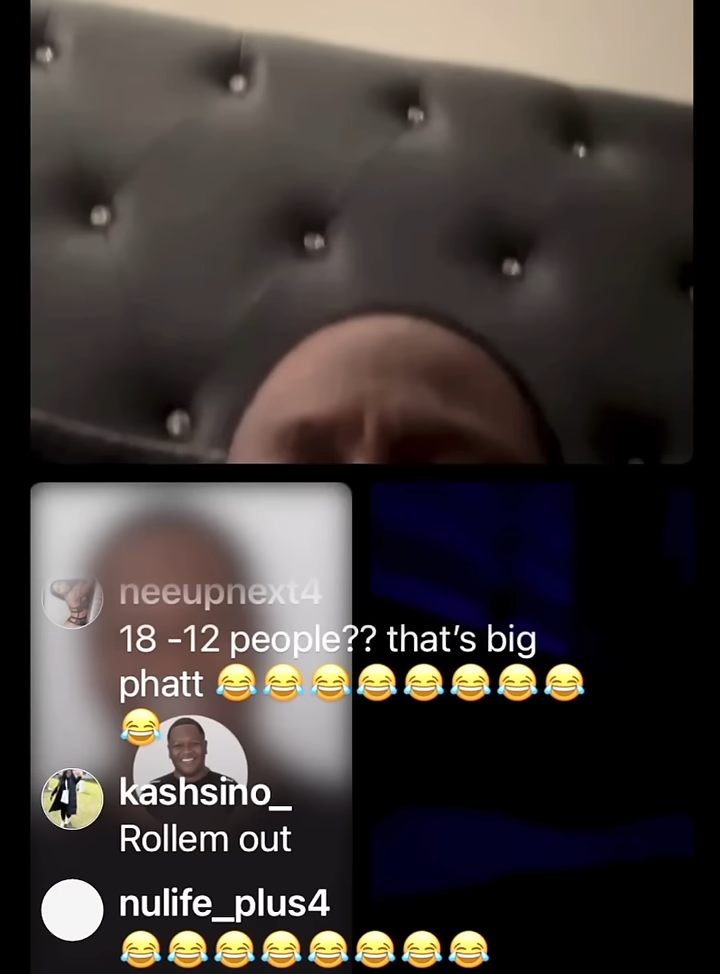 neeupnext4
18 -12 people?? that's big
phatt 😂😂😂😂😂😂😂😂
😂
kashsino_
Rollem out
nulife_plus4
😂😂😂😂😂😂😂😂